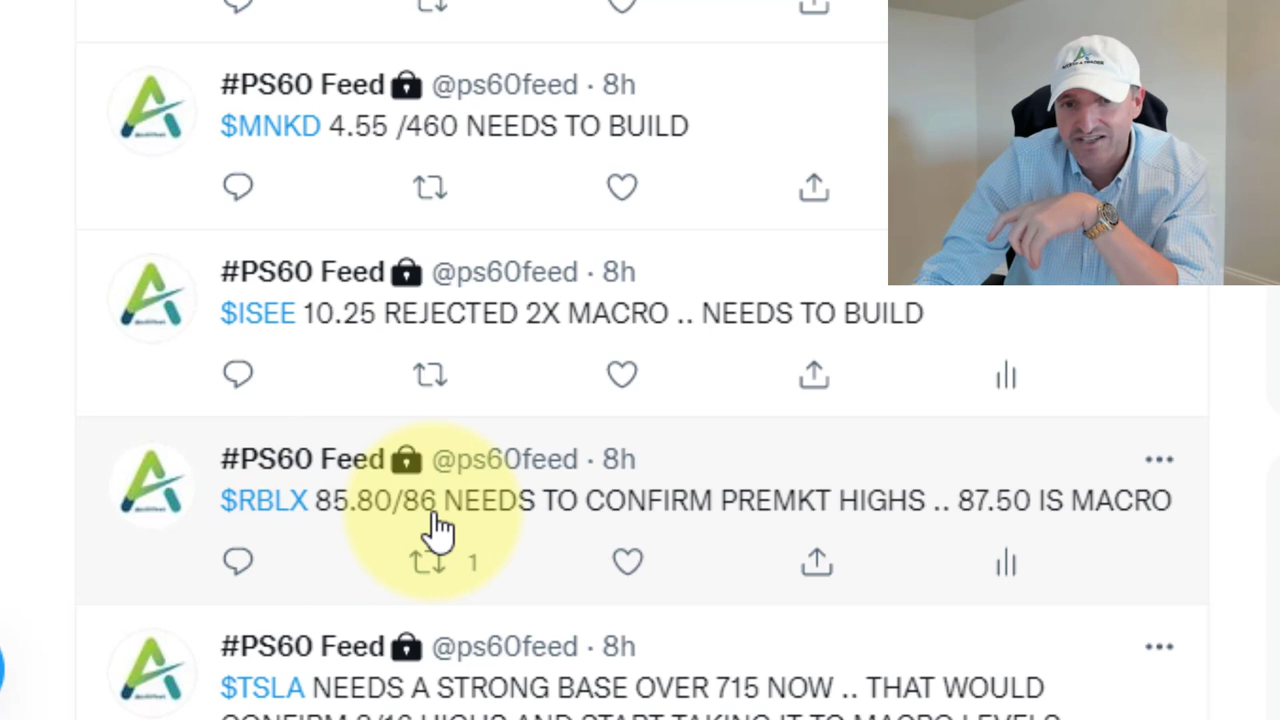 #PS60 Feed @ps60feed · 8h
$MNKD 4.55 /460 NEEDS TO BUILD
#PS60 Feed @ps60feed · 8h
$ISEE 10.25 REJECTED 2X MACRO .. NEEDS TO BUILD
#PS60 Feed @ps60feed · 8h
$RBLX 85.80/86 NEEDS TO CONFIRM PREMKT HIGHS .. 87.50 IS MACRO
1
#PS60 Feed @ps60feed · 8h
$TSLA NEEDS A STRONG BASE OVER 715 NOW .. THAT WOULD